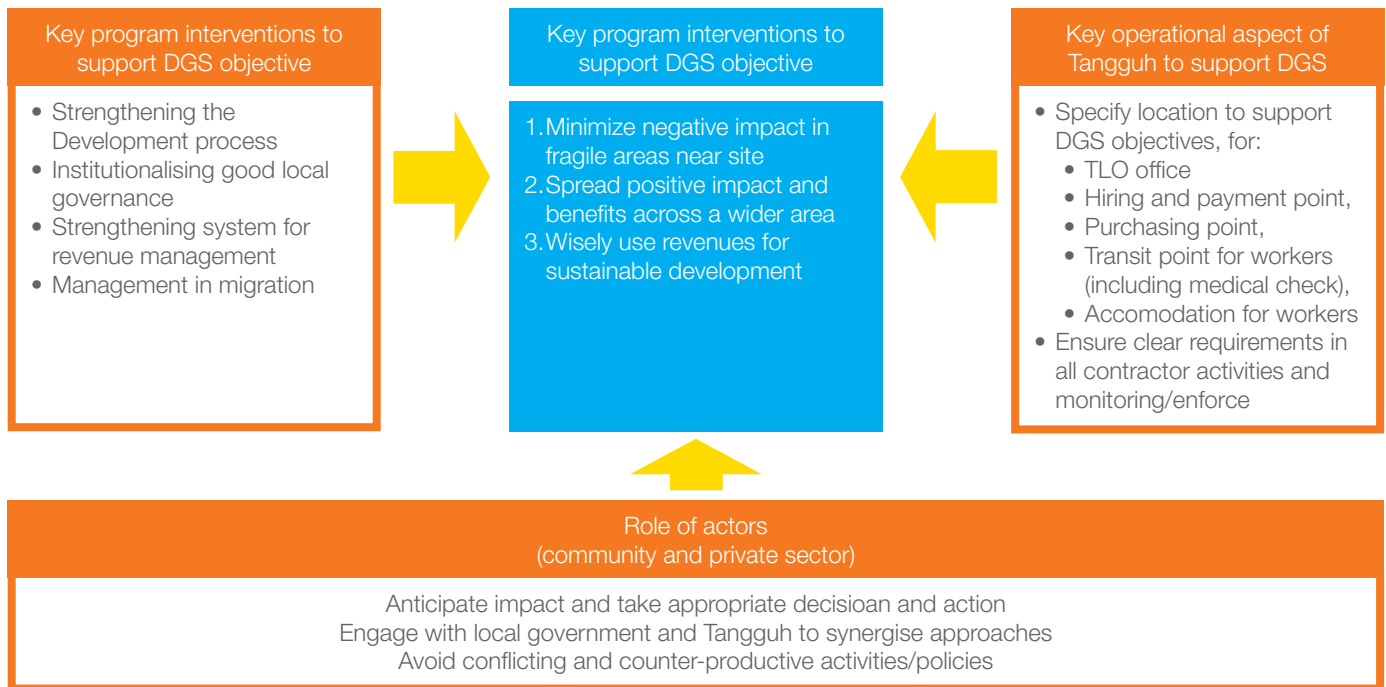 Key program interventions to
support DGS objective
• Strengthening the
Development process
• Institutionalising good local
governance
• Strengthening system for
revenue management
• Management in migration
Key program interventions to
support DGS objective
1.Minimize negative impact in
fragile areas near site
2.Spread positive impact and
benefits across a wider area
3.Wisely use revenues for
sustainable development
Key operational aspect of
Tangguh to support DGS
• Specify location to support
DGS objectives, for:
• TLO office
• Hiring and payment point,
• Purchasing point,
• Transit point for workers
(including medical check),
• Accomodation for workers
• Ensure clear requirements in
all contractor activities and
monitoring/enforce
Role of actors
(community and private sector)
Anticipate impact and take appropriate decisioan and action
Engage with local government and Tangguh to synergise approaches
Avoid conflicting and counter-productive activities/policies